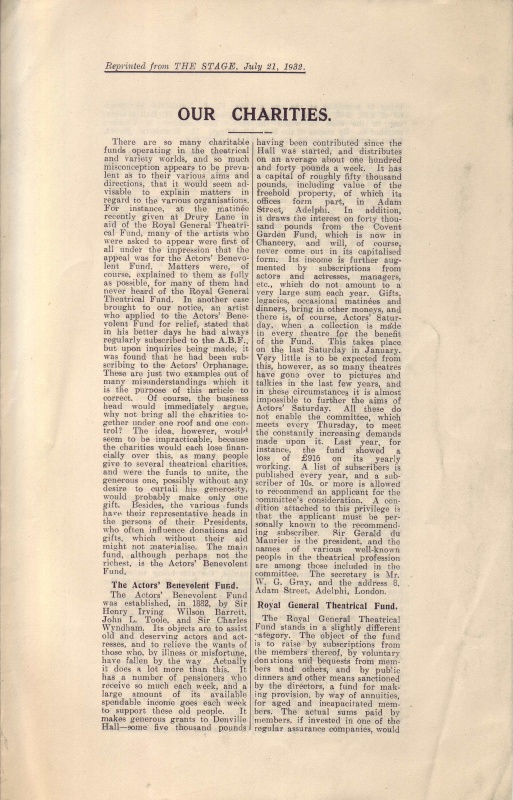 Reprinted from THE STAGE, July 21, 1932.
OUR CHARITIES.
There are so many charitable
funds operating in the theatrical
and variety worlds, and so much
misconception appears to be preva-
lent as to their various aims and
directions, that it would seem ad-
visable to explain matters in
regard to the various organisations.
For instance, at the matinée
recently given at Drury Lane in
aid of the Royal General Theatri-
cal Fund, many of the artists who
were asked to appear were first of
all under the impression that the
appeal was for the Actors' Benevo-
lent Fund. Matters were, of
course, explained to them as fully
as possible, for many of them had
never heard of the Royal General
Theatrical Fund. In another case
brought to our notice, an artist
who applied to the Actors' Bene-
volent Fund for relief, stated that
in his better days he had always
regularly subscribed to the A.B.F.,
but upon inquiries being made, it
was found that he had been sub-
scribing to the Actors' Orphanage.
These are just two examples out of
many misunderstandings which it
is the purpose of this article to
correct. Of course, the business
head would immediately argue,
why not bring all the charities to-
gether under one roof and one con-
trol? The idea, however, would
seem to be impracticable, because
the charities would each lose finan-
cially over this, as many people
give to several theatrical charities,
and were the funds to unite, the
generous one, possibly without any
desire to curtail his generosity,
would probably make only one
gift. Besides, the various funds
have their representative heads in
the persons of their Presidents,
who often influence donations and
gifts, which without their aid
might not materialise. The main
fund, although perhaps not the
richest, is the Actors' Benevolent
Fund.
The Actors' Benevolent Fund.
The Actors' Benevolent Fund
was established, in 1882, by Sir
Henry Irving, Wilson Barrett,
John L. Toole, and Sir Charles
Wyndham. Its objects are to assist
old and deserving actors and act-
resses, and to relieve the wants of
those who, by illness or misfortune,
have fallen by the way. Actually
it does a lot more than this. It
has a number of pensioners who
receive so much each week, and a
large amount of its available
spendable income goes each week
to support these old people. It
makes generous grants to Denville
Hall—some five thousand pounds
having been contributed since the
Hall was started, and distributes
on an average about one hundred
and forty pounds a week. It has
a capital of roughly fifty thousand
pounds, including value of the
freehold property, of which its
offices form part, in Adam
Street, Adelphi. In addition,
it draws the interest on forty thou-
sand pounds from the Covent
Garden Fund, which is now in
Chancery, and will, of course,
never come out in its capitalised
form. Its income is further aug-
mented by subscriptions from
actors and actresses, managers,
etc., which do not amount to a
very large sum each year. Gifts,
legacies, occasional matinées and
dinners, bring in other moneys, and
there is, of course, Actors' Satur-
day, when a collection is made
in every theatre for the benefit
of the Fund. This takes place
on the last Saturday in January.
Very little is to be expected from
this, however, as so many theatres
have gone over to pictures and
talkies in the last few years, and
in these circumstances it is almost
impossible to further the aims of
Actors' Saturday. All these do
not enable the committee, which
meets every Thursday, to meet
the constantly increasing demands
made upon it. Last year, for
instance, the fund showed a
loss of £916 on its yearly
working. A list of subscribers is
published every year, and a sub-
scriber of 10s. or more is allowed
to recommend an applicant for the
committee's consideration. A con-
dition attached to this privilege is
that the applicant must be per-
sonally known to the recommend-
ing subscriber. Sir Gerald du
Maurier is the president, and the
names of various well-known
people in the theatrical profession
are among those included in the
committee. The secretary is Mr.
W. G. Gray, and the address 8,
Adam Street, Adelphi, London.
Royal General Theatrical Fund.
The Royal General Theatrical
Fund stands in a slightly different
category. The object of the fund
is to raise by subscriptions from
the members thereof, by voluntary
donations and bequests from mem-
bers and others, and by public
dinners and other means sanctioned
by the directors, a fund for mak-
ing provision, by way of annuities,
for aged and incapacitated mem-
bers. The actual sums paid by
members, if invested in one of the
regular assurance companies, would